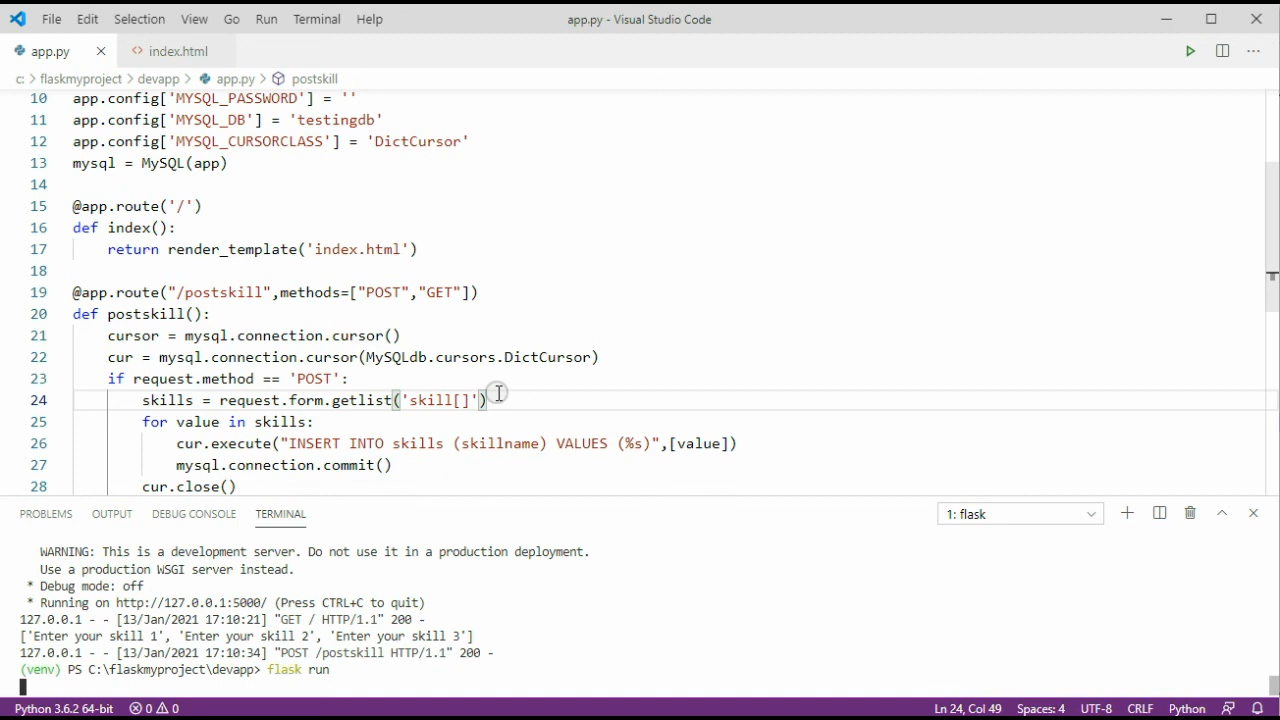 File Edit Selection View Go Run Terminal Help app.py - Visual Studio Code
app.py index.html
c: > flaskmyproject > devapp > app.py > postskill
10 app.config['MYSQL_PASSWORD'] = ''
11 app.config['MYSQL_DB'] = 'testingdb'
12 app.config['MYSQL_CURSORCLASS'] = 'DictCursor'
13 mysql = MySQL(app)
14
15 @app.route('/')
16 def index():
17 return render_template('index.html')
18
19 @app.route("/postskill",methods=["POST","GET"])
20 def postskill():
21 cursor = mysql.connection.cursor()
22 cur = mysql.connection.cursor(MySQLdb.cursors.DictCursor)
23 if request.method == 'POST':
24 skills = request.form.getlist('skill[]')
25 for value in skills:
26 cur.execute("INSERT INTO skills (skillname) VALUES (%s)",[value])
27 mysql.connection.commit()
28 cur.close()
PROBLEMS OUTPUT DEBUG CONSOLE TERMINAL 1: flask
WARNING: This is a development server. Do not use it in a production deployment.
Use a production WSGI server instead.
* Debug mode: off
* Running on http://127.0.0.1:5000/ (Press CTRL+C to quit)
127.0.0.1 - - [13/Jan/2021 17:10:21] "GET / HTTP/1.1" 200 -
['Enter your skill 1', 'Enter your skill 2', 'Enter your skill 3']
127.0.0.1 - - [13/Jan/2021 17:10:34] "POST /postskill HTTP/1.1" 200 -
(venv) PS C:\flaskmyproject\devapp> flask run
Python 3.6.2 64-bit 0 0 Ln 24, Col 49 Spaces: 4 UTF-8 CRLF Python